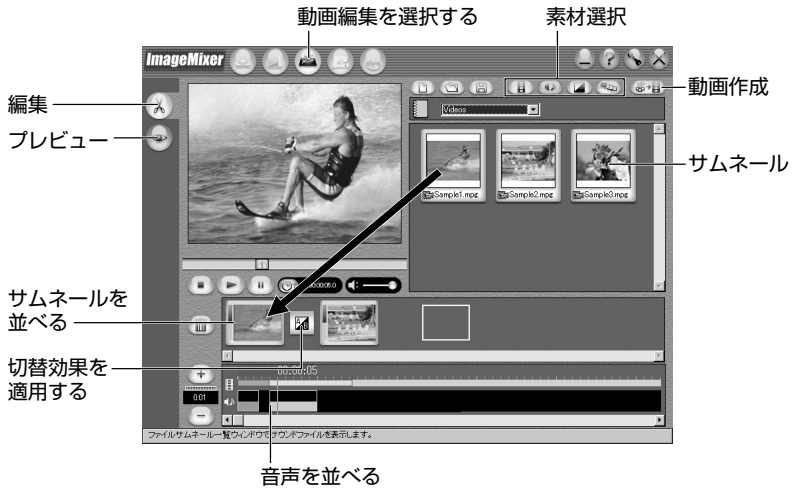 動画編集を選択する
素材選択
ImageMixer
動画作成
編集
Videos
プレビュー
サムネール
Sample1.mpg
Sample2.mpg
Sample3.mpg
00:00:05.0
サムネールを
並べる
A
B
切替効果を
適用する
00:00:05
0:01
ファイルサムネール一覧ウィンドウでサウンドファイルを表示します。
音声を並べる